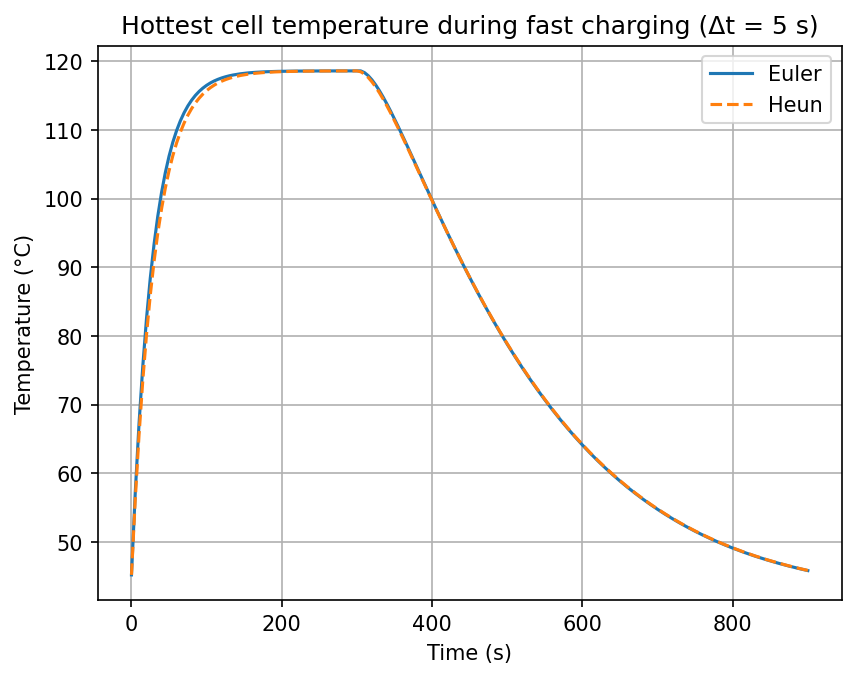 Hottest cell temperature during fast charging (Δt = 5 s)
Euler
Heun
120
110
100
90
80
70
60
50
Temperature (°C)
0 200 400 600 800
Time (s)